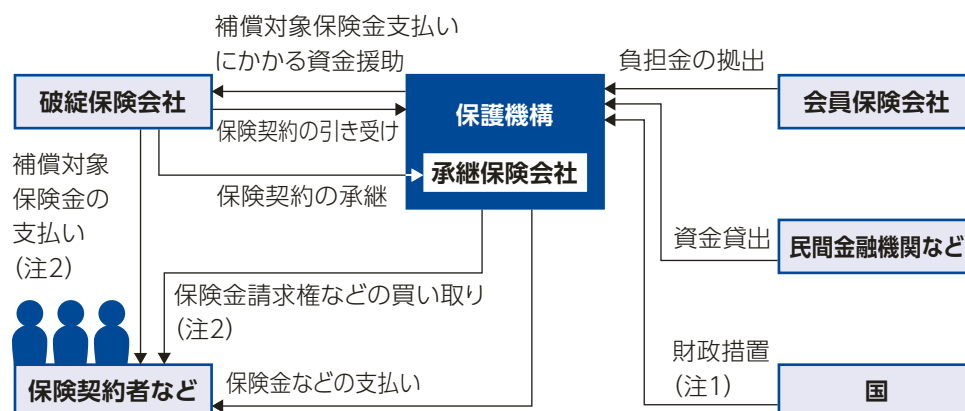 補償対象保険金支払い
にかかる資金援助
負担金の拠出
破綻保険会社
保護機構
会員保険会社
保険契約の引き受け
補償対象
保険金の
支払い
(注2)
承継保険会社
保険契約の承継
資金貸出
民間金融機関など
保険金請求権などの買い取り
(注2)
財政措置
(注1)
保険契約者など
保険金などの支払い
国